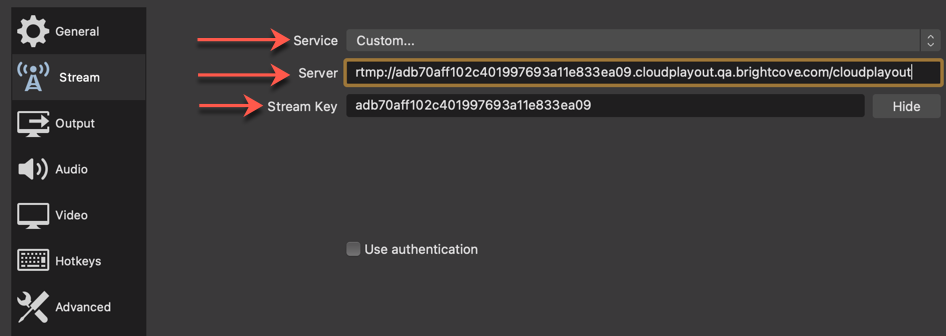 General
Stream
Output
Audio
Video
Hotkeys
Advanced
Service Custom...
Server rtmp://adb70aff102c401997693a11e833ea09.cloudplayout.qa.brightcove.com/cloudplayout
Stream Key adb70aff102c401997693a11e833ea09 Hide
Use authentication